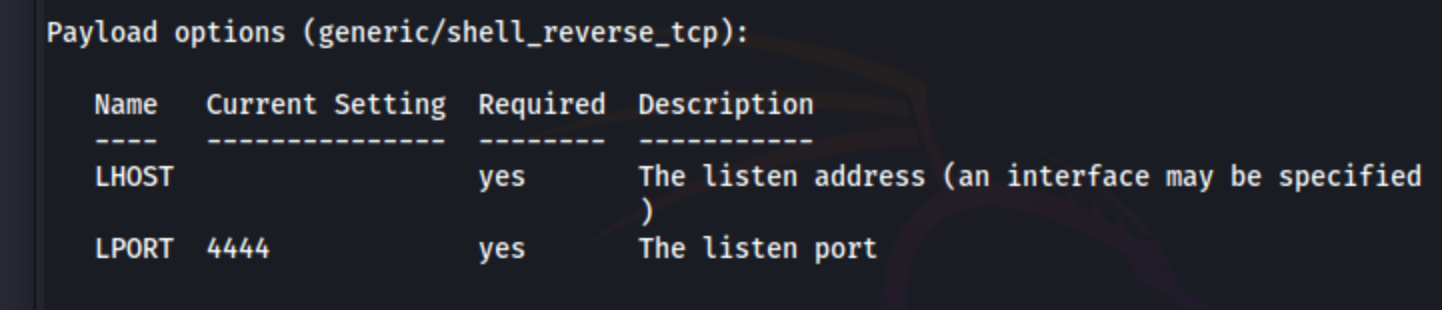 Payload options (generic/shell_reverse_tcp):
Name Current Setting Required Description
---- --------------- -------- -----------
LHOST yes The listen address (an interface may be specified
)
LPORT 4444 yes The listen port